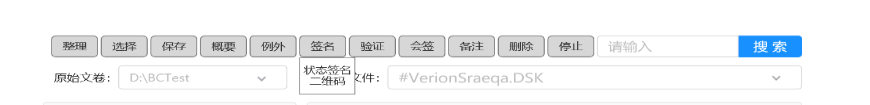 整理 选择 保存 概要 例外 签名 验证 会签 备注 删除 停止 请输入 搜索
原始文卷: D:\BCTest 状态签名 文件: #VerionSraeqa.DSK
二维码